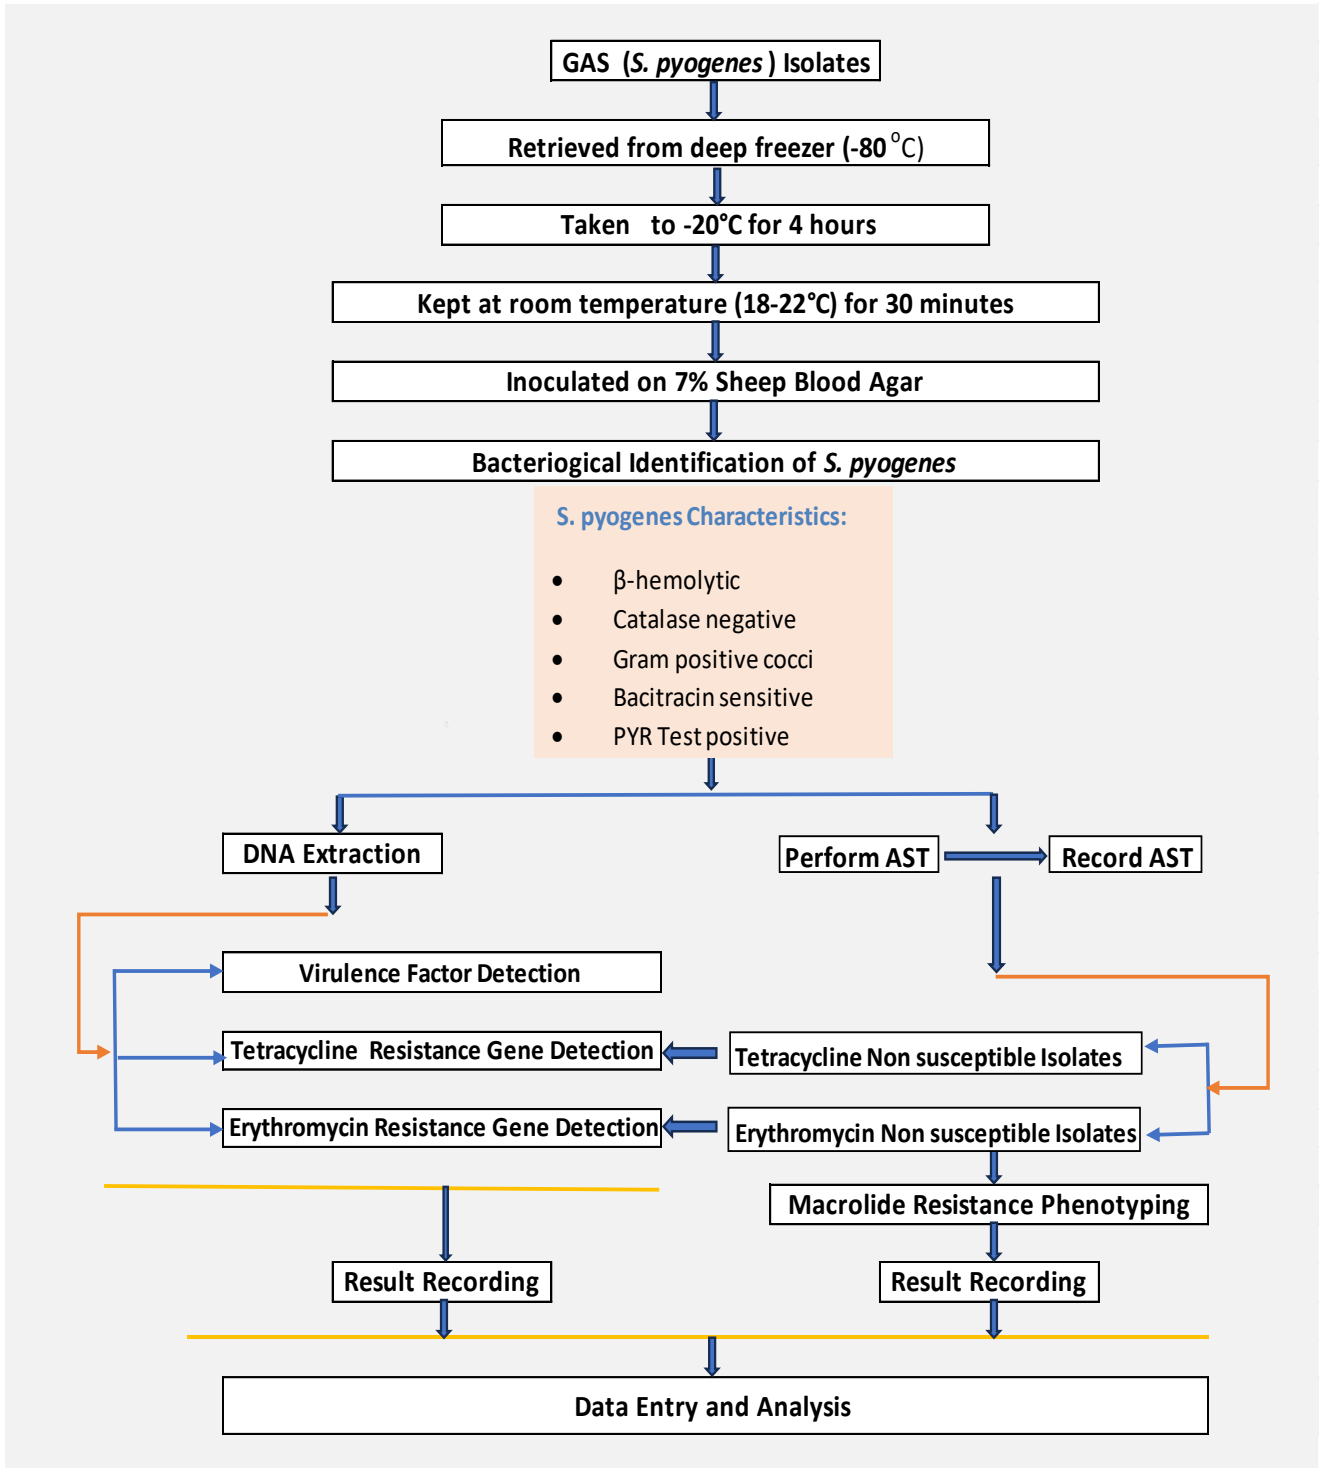 GAS (S. pyogenes ) Isolates
Retrieved from deep freezer (-80 °C)
Taken to -20°C for 4 hours
Kept at room temperature (18-22°C) for 30 minutes
Inoculated on 7% Sheep Blood Agar
Bacteriogical Identification of S. pyogenes
S. pyogenes Characteristics:
• β-hemolytic
• Catalase negative
• Gram positive cocci
• Bacitracin sensitive
• PYR Test positive
DNA Extraction
Perform AST
Record AST
Virulence Factor Detection
Tetracycline Resistance Gene Detection
Tetracycline Non susceptible Isolates
Erythromycin Resistance Gene Detection
Erythromycin Non susceptible Isolates
Macrolide Resistance Phenotyping
Result Recording
Result Recording
Data Entry and Analysis